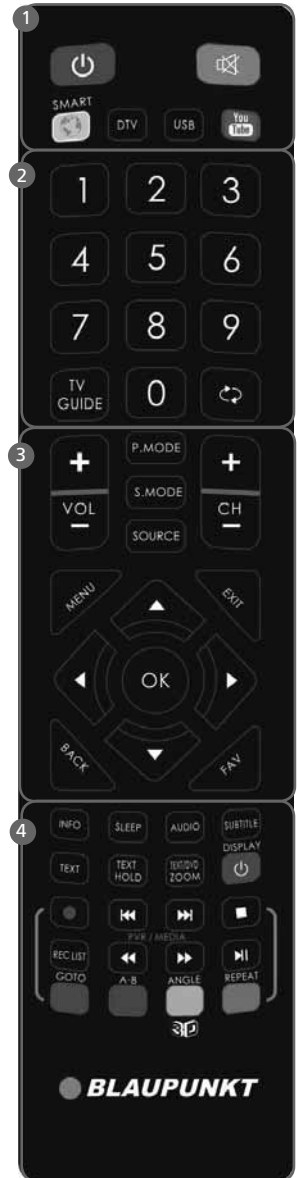 1
SMART
DTV USB You Tube
2
1 2 3
4 5 6
7 8 9
TV GUIDE 0
3
+ P.MODE +
VOL S.MODE CH
- SOURCE -
MENU EXIT
OK
BACK FAV
4
INFO SLEEP AUDIO SUBTITLE
DISPLAY
TEXT TEXT HOLD TEXT/DVD ZOOM
PVR / MEDIA
REC LIST
GOTO A-B ANGLE REPEAT
3D
BLAUPUNKT